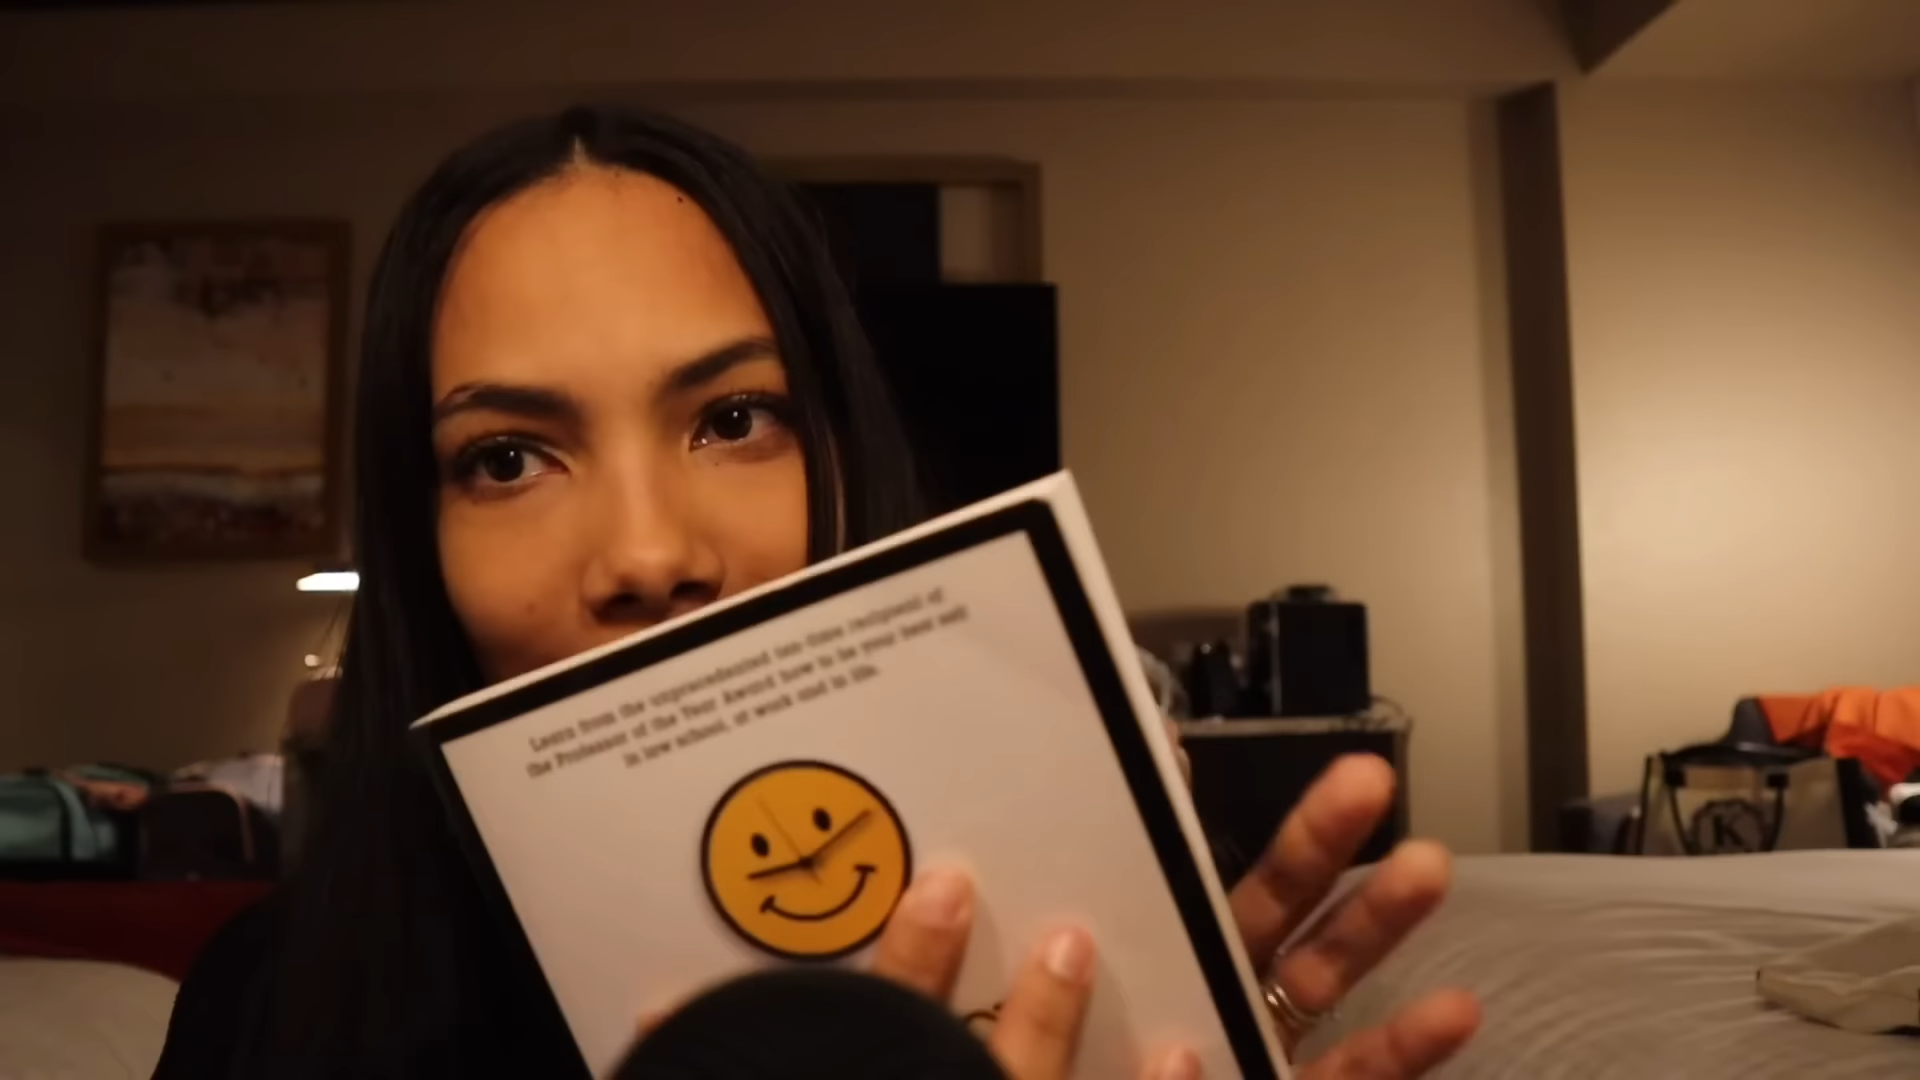 Learn from the unprecedented ten-time recipient of
the Professor of the Year Award how to be your best self,
in law school, at work and in life.
K